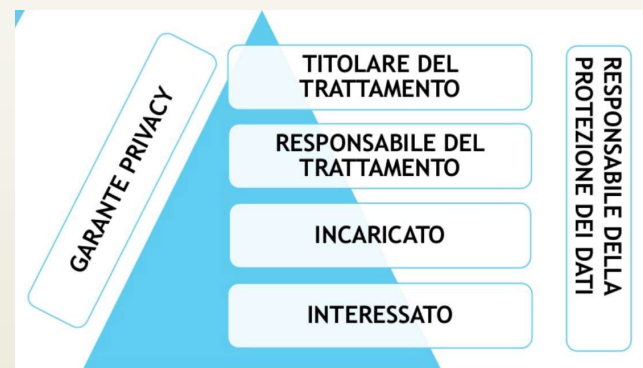 GARANTE PRIVACY
TITOLARE DEL
TRATTAMENTO
RESPONSABILE DEL
TRATTAMENTO
INCARICATO
INTERESSATO
RESPONSABILE DELLA
PROTEZIONE DEI DATI